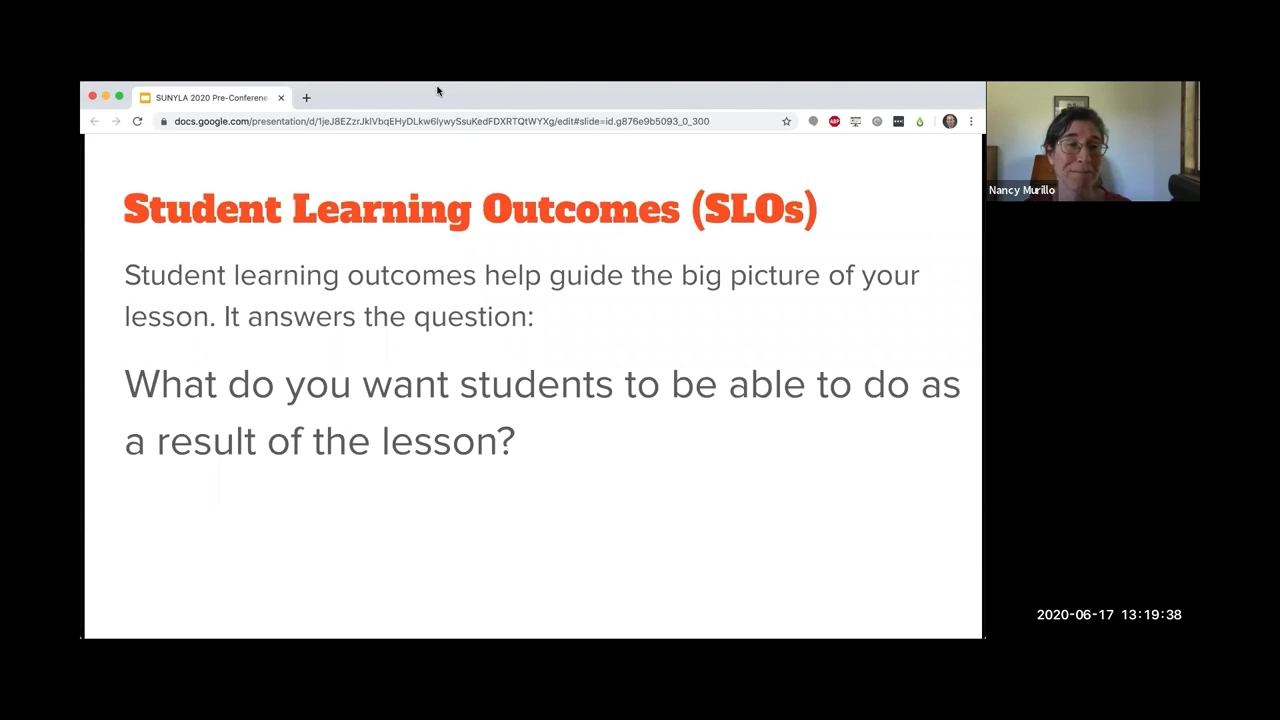 SUNYLA 2020 Pre-Conferene
docs.google.com/presentation/d/1jeJ8EZzrJklVbqEHyDLkw6lywySsuKedFDXRTQtWYXg/edit#slide=id.g876e9b5093_0_300
ABP
Nancy Murillo
Student Learning Outcomes (SLOs)
Student learning outcomes help guide the big picture of your
lesson. It answers the question:
What do you want students to be able to do as
a result of the lesson?
2020-06-17 13:19:38